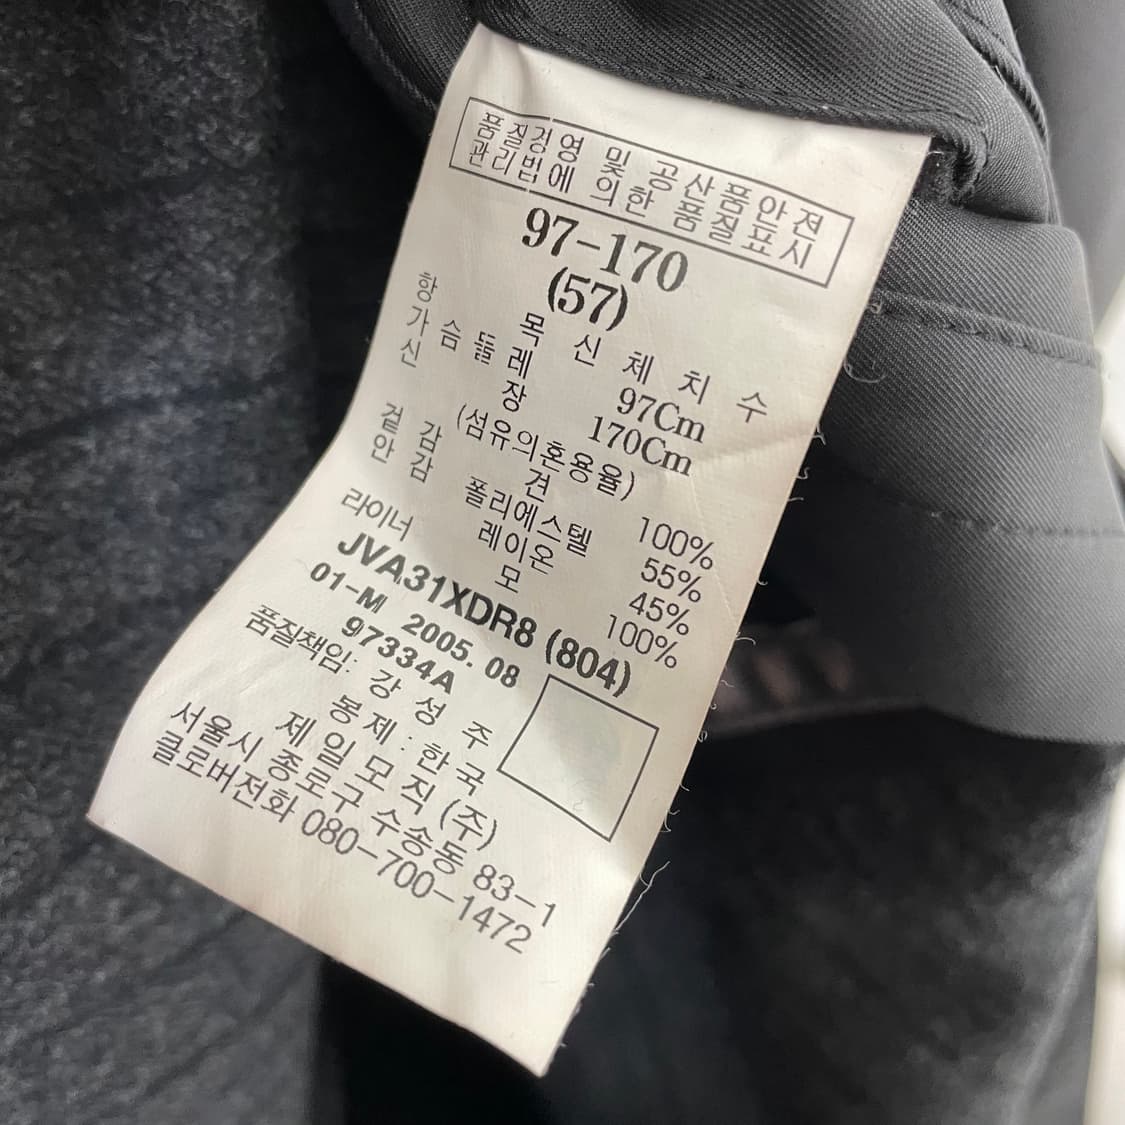 품질경영 및 공산품안전
관리법에 의한 품질표시
97-170
(57)
항 목 신 체 치 수
가 슴 둘 레 97Cm
신 장 170Cm
(섬유의혼용율)
겉 감 견 100%
안 감 폴리에스텔 55%
레이온 45%
라이너 모 100%
JVA31XDR8 (804)
01-M 2005. 08
97334A
품질책임: 강 성 주
봉 제 : 한 국
제 일 모 직 (주)
서울시 종로구 수송동 83-1
클로버전화 080-700-1472